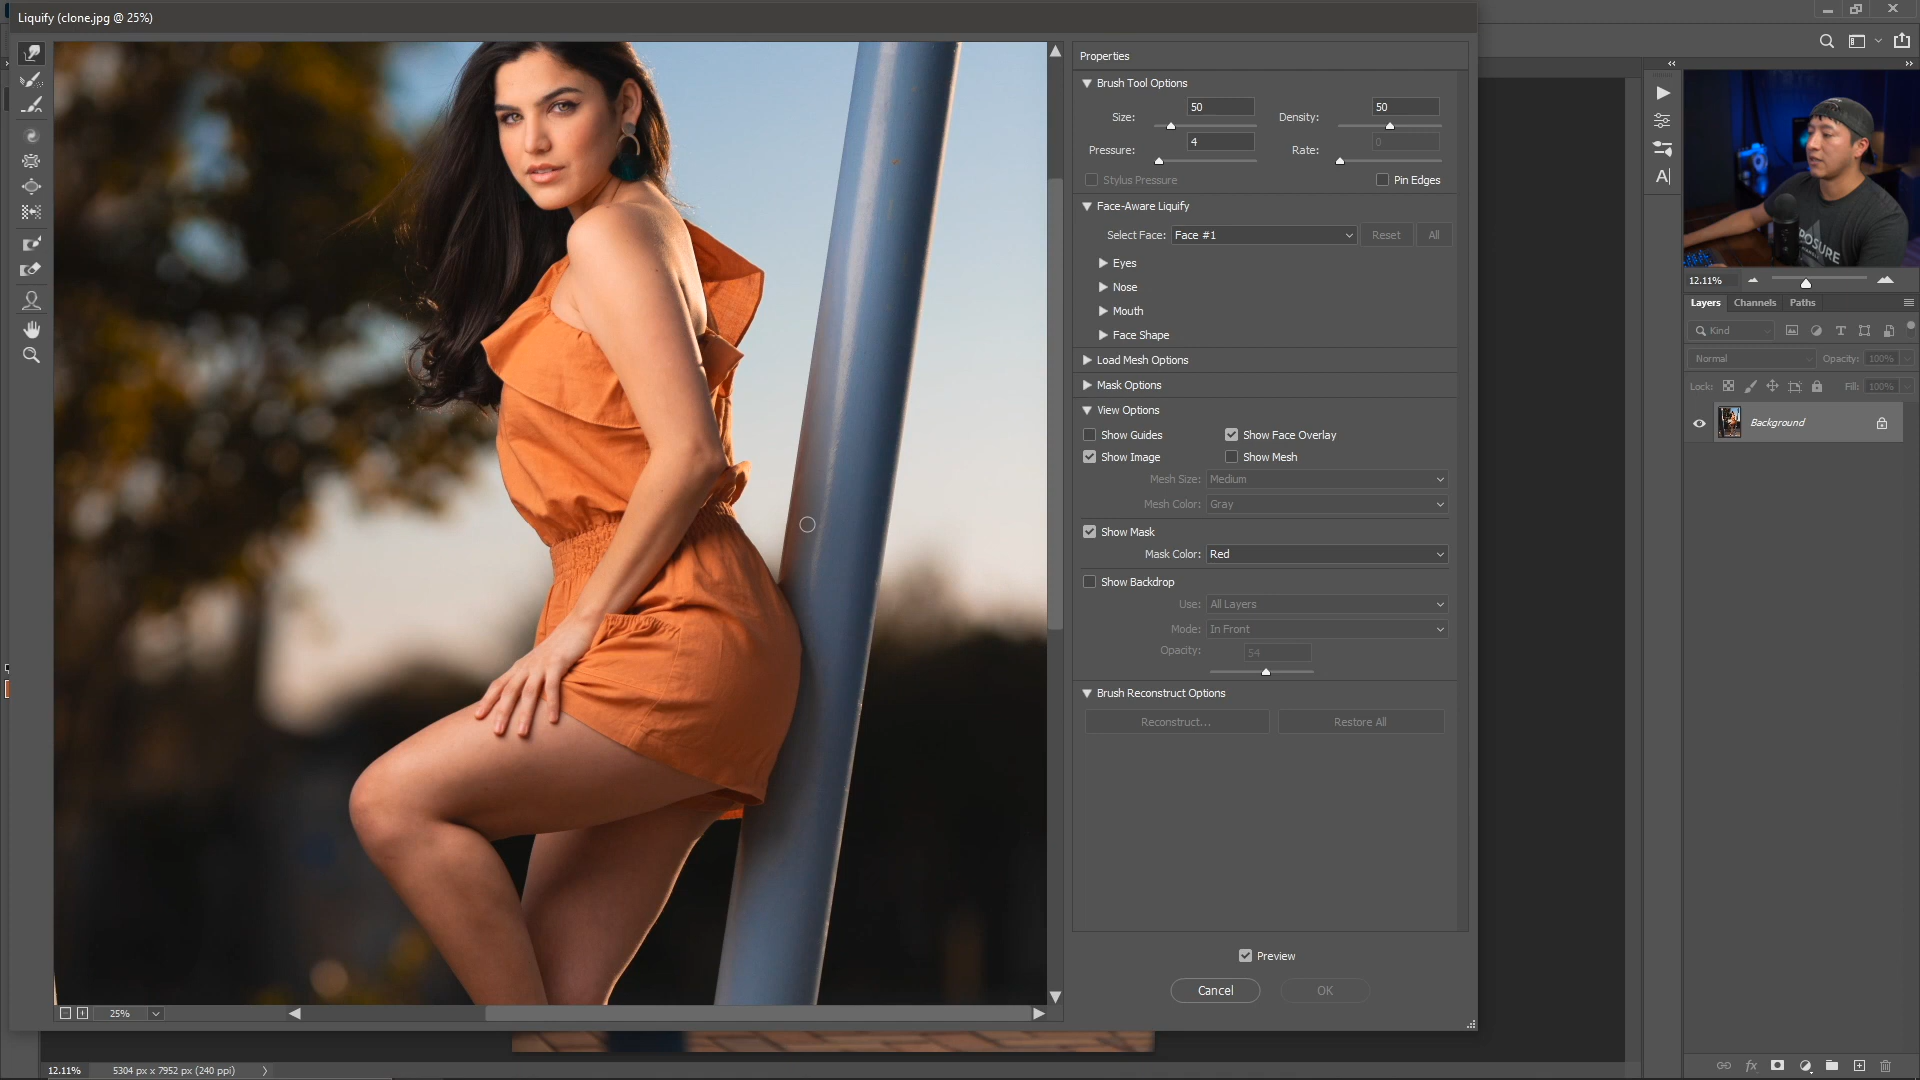 Liquify (clone.jpg @ 25%)
Properties
Brush Tool Options
Size: 50 Density: 50
Pressure: 4 Rate: 0
Stylus Pressure Pin Edges
Face-Aware Liquify
Select Face: Face #1 Reset All
Eyes
Nose
Mouth
Face Shape
Load Mesh Options
Mask Options
View Options
Show Guides Show Face Overlay
Show Image Show Mesh
Mesh Size: Medium
Mesh Color: Gray
Show Mask
Mask Color: Red
Show Backdrop
Use: All Layers
Mode: In Front
Opacity: 54
Brush Reconstruct Options
Reconstruct... Restore All
Preview
Cancel OK
25%
12.11% 5304 px x 7952 px (240 ppi)
A
POSURE
12.11%
Layers Channels Paths
Kind
Normal Opacity: 100%
Lock: Fill: 100%
Background
fx